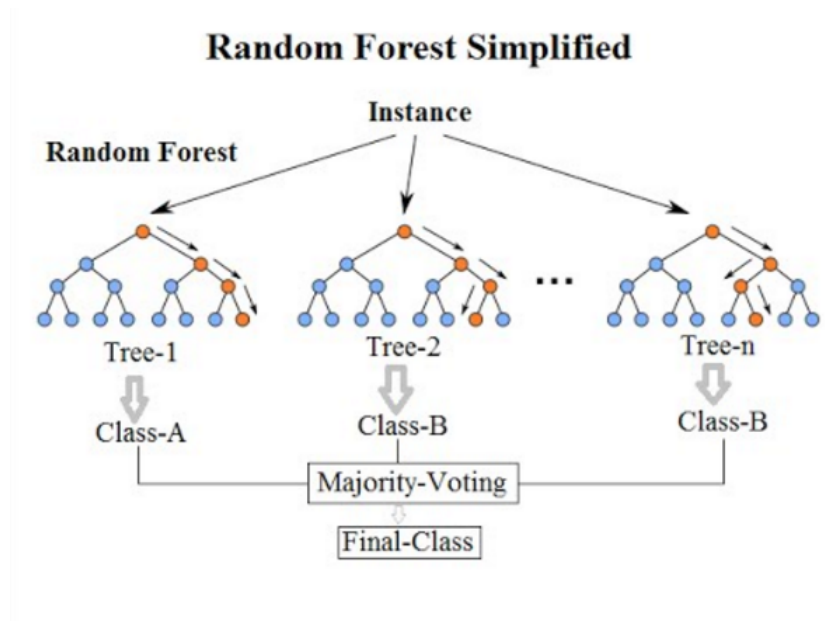 Random Forest Simplified
Instance
Random Forest
...
Tree-1
Tree-2
Tree-n
Class-A
Class-B
Class-B
Majority-Voting
Final-Class